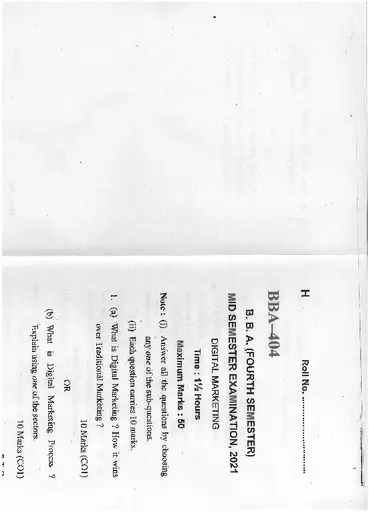 H
Roll No. ............................
BBA–404
B. B. A. (FOURTH SEMESTER)
MID SEMESTER EXAMINATION, 2021
DIGITAL MARKETING
Time : 1½ Hours
Maximum Marks : 50
Note : (i) Answer all the questions by choosing
any one of the sub-questions.
(ii) Each question carries 10 marks.
1. (a) What is Digital Marketing ? How it wins
over Traditional Marketing ?
10 Marks (CO1)
OR
(b) What is Digital Marketing Process ?
Explain using one of the sectors.
10 Marks (CO1)